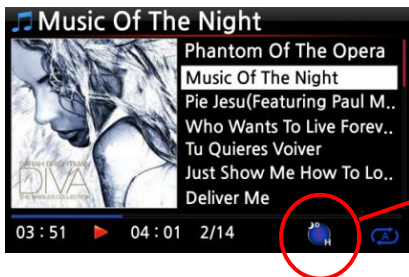 Music Of The Night
Phantom Of The Opera
Music Of The Night
Pie Jesu(Featuring Paul M..
Who Wants To Live Forev..
Tu Quieres Voiver
Just Show Me How To Lo..
Deliver Me
SARAH BRIGHTMAN
DIVA
THE SINGLES COLLECTION
03 : 51 04 : 01 2/14 D H A